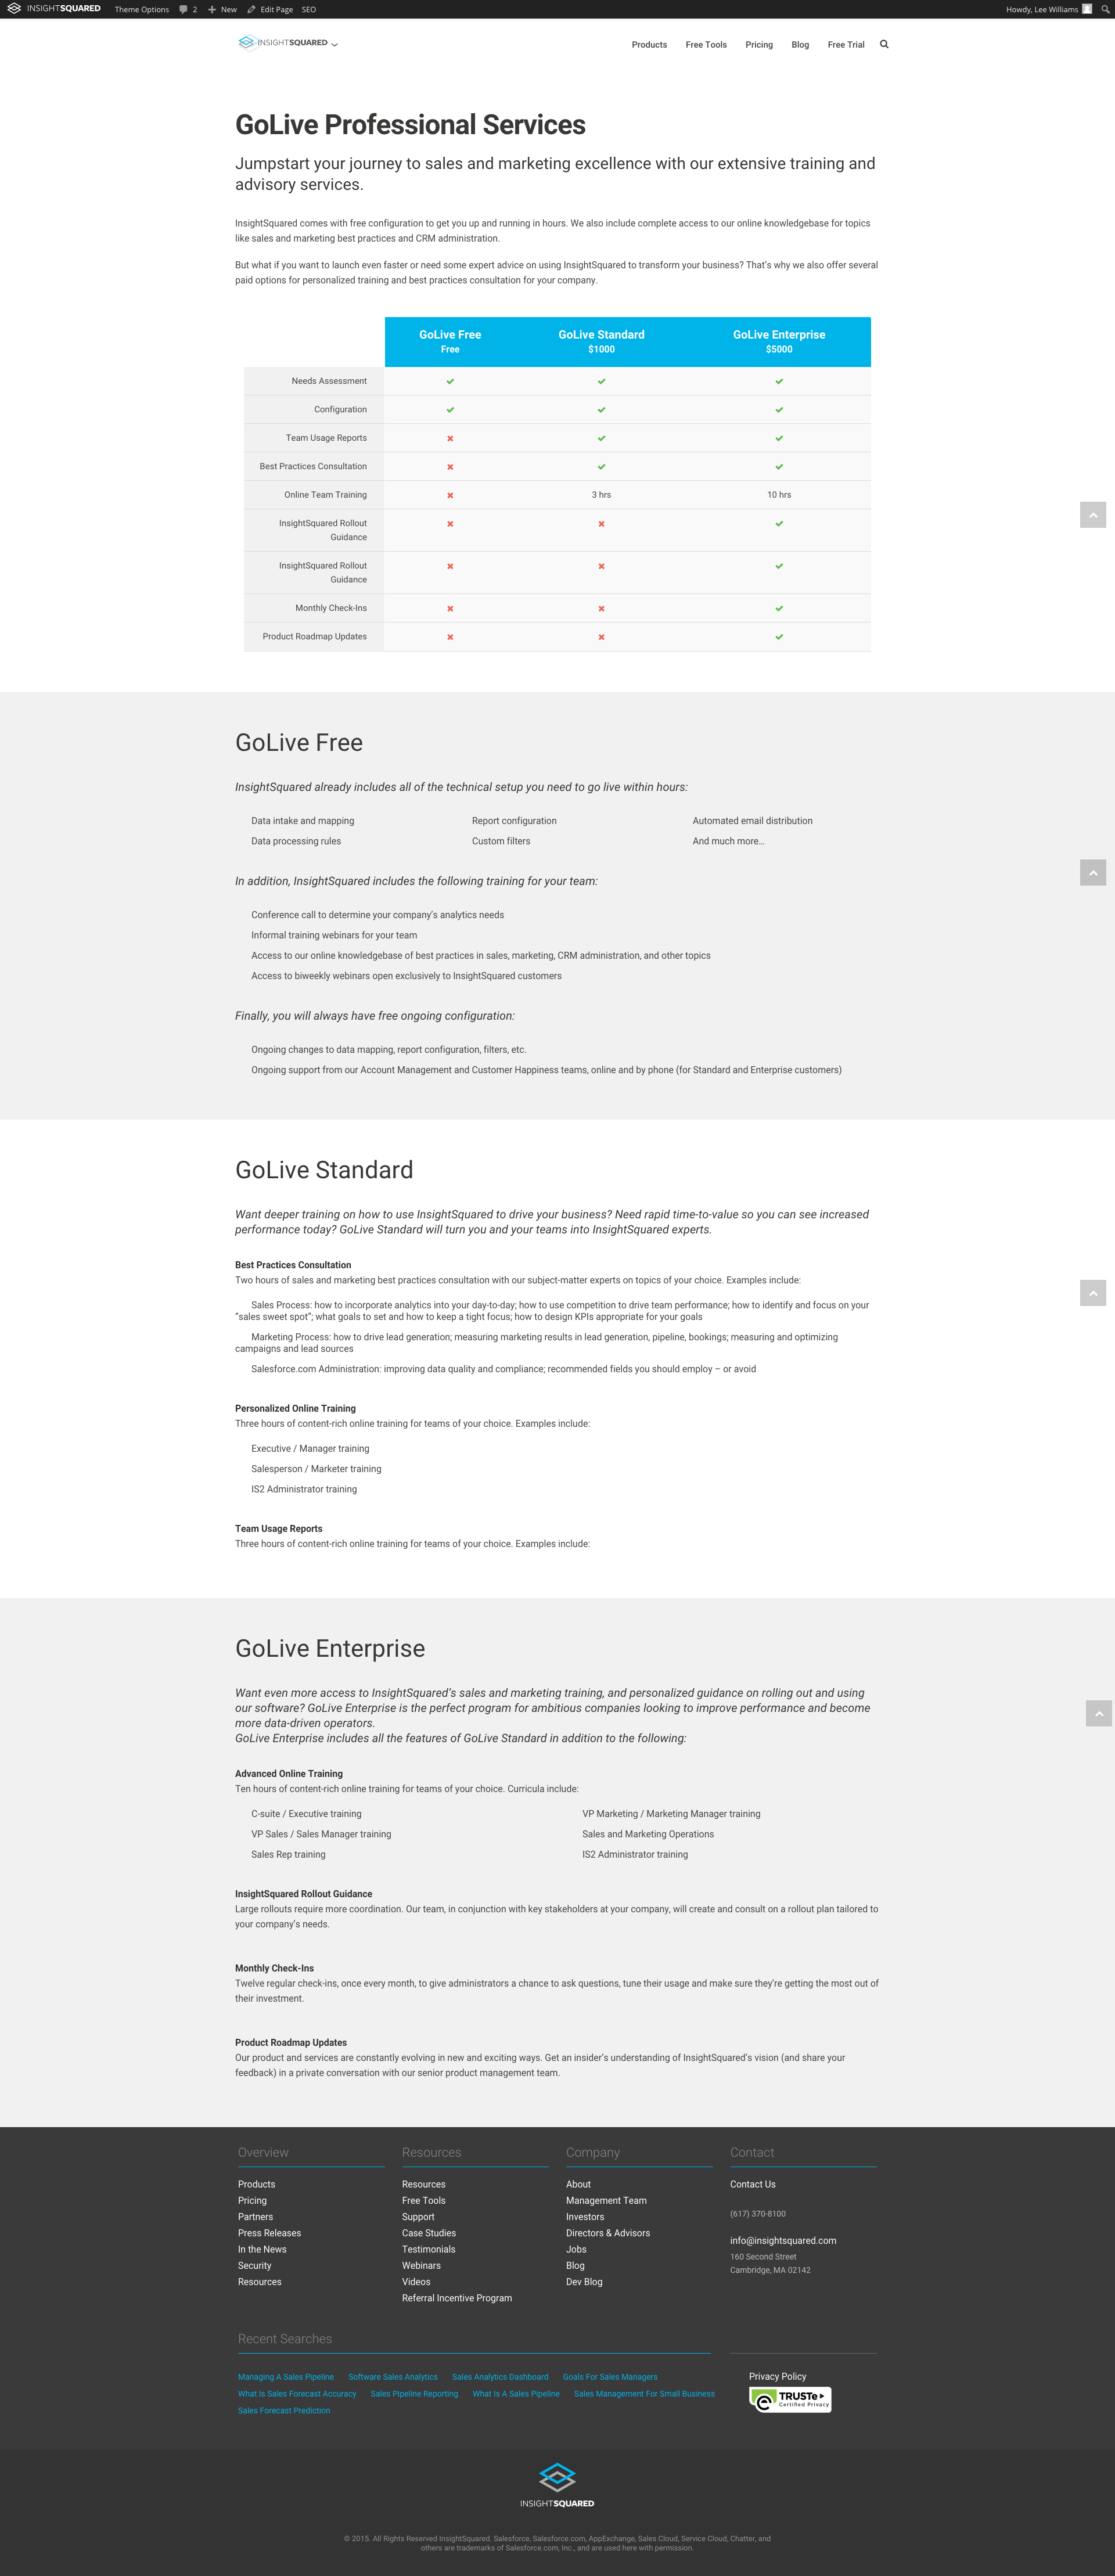 INSIGHTSQUARED Theme Options 2 New Edit Page SEO Howdy, Lee Williams
INSIGHTSQUARED Products Free Tools Pricing Blog Free Trial
GoLive Professional Services
Jumpstart your journey to sales and marketing excellence with our extensive training and
advisory services.
InsightSquared comes with free configuration to get you up and running in hours. We also include complete access to our online knowledgebase for topics
like sales and marketing best practices and CRM administration.
But what if you want to launch even faster or need some expert advice on using InsightSquared to transform your business? That's why we also offer several
paid options for personalized training and best practices consultation for your company.
GoLive Free GoLive Standard GoLive Enterprise
Free $1000 $5000
Needs Assessment
Configuration
Team Usage Reports
Best Practices Consultation
Online Team Training 3 hrs 10 hrs
InsightSquared Rollout
Guidance
InsightSquared Rollout
Guidance
Monthly Check-Ins
Product Roadmap Updates
GoLive Free
InsightSquared already includes all of the technical setup you need to go live within hours:
Data intake and mapping Report configuration Automated email distribution
Data processing rules Custom filters And much more...
In addition, InsightSquared includes the following training for your team:
Conference call to determine your company's analytics needs
Informal training webinars for your team
Access to our online knowledgebase of best practices in sales, marketing, CRM administration, and other topics
Access to biweekly webinars open exclusively to InsightSquared customers
Finally, you will always have free ongoing configuration:
Ongoing changes to data mapping, report configuration, filters, etc.
Ongoing support from our Account Management and Customer Happiness teams, online and by phone (for Standard and Enterprise customers)
GoLive Standard
Want deeper training on how to use InsightSquared to drive your business? Need rapid time-to-value so you can see increased
performance today? GoLive Standard will turn you and your teams into InsightSquared experts.
Best Practices Consultation
Two hours of sales and marketing best practices consultation with our subject-matter experts on topics of your choice. Examples include:
Sales Process: how to incorporate analytics into your day-to-day; how to use competition to drive team performance; how to identify and focus on your
"sales sweet spot"; what goals to set and how to keep a tight focus; how to design KPIs appropriate for your goals
Marketing Process: how to drive lead generation; measuring marketing results in lead generation, pipeline, bookings; measuring and optimizing
campaigns and lead sources
Salesforce.com Administration: improving data quality and compliance; recommended fields you should employ – or avoid
Personalized Online Training
Three hours of content-rich online training for teams of your choice. Examples include:
Executive / Manager training
Salesperson / Marketer training
IS2 Administrator training
Team Usage Reports
Three hours of content-rich online training for teams of your choice. Examples include:
GoLive Enterprise
Want even more access to InsightSquared's sales and marketing training, and personalized guidance on rolling out and using
our software? GoLive Enterprise is the perfect program for ambitious companies looking to improve performance and become
more data-driven operators.
GoLive Enterprise includes all the features of GoLive Standard in addition to the following:
Advanced Online Training
Ten hours of content-rich online training for teams of your choice. Curricula include:
C-suite / Executive training VP Marketing / Marketing Manager training
VP Sales / Sales Manager training Sales and Marketing Operations
Sales Rep training IS2 Administrator training
InsightSquared Rollout Guidance
Large rollouts require more coordination. Our team, in conjunction with key stakeholders at your company, will create and consult on a rollout plan tailored to
your company's needs.
Monthly Check-Ins
Twelve regular check-ins, once every month, to give administrators a chance to ask questions, tune their usage and make sure they're getting the most out of
their investment.
Product Roadmap Updates
Our product and services are constantly evolving in new and exciting ways. Get an insider's understanding of InsightSquared's vision (and share your
feedback) in a private conversation with our senior product management team.
Overview Resources Company Contact
Products Resources About Contact Us
Pricing Free Tools Management Team
Partners Support Investors (617) 370-8100
Press Releases Case Studies Directors & Advisors info@insightsquared.com
In the News Testimonials Jobs 160 Second Street
Security Webinars Blog Cambridge, MA 02142
Resources Videos Dev Blog
Referral Incentive Program
Recent Searches
Managing A Sales Pipeline Software Sales Analytics Sales Analytics Dashboard Goals For Sales Managers Privacy Policy
What Is Sales Forecast Accuracy Sales Pipeline Reporting What Is A Sales Pipeline Sales Management For Small Business TRUSTe
Certified Privacy
Sales Forecast Prediction
INSIGHTSQUARED
© 2015. All Rights Reserved InsightSquared. Salesforce, Salesforce.com, AppExchange, Sales Cloud, Service Cloud, Chatter, and
others are trademarks of Salesforce.com, Inc., and are used here with permission.